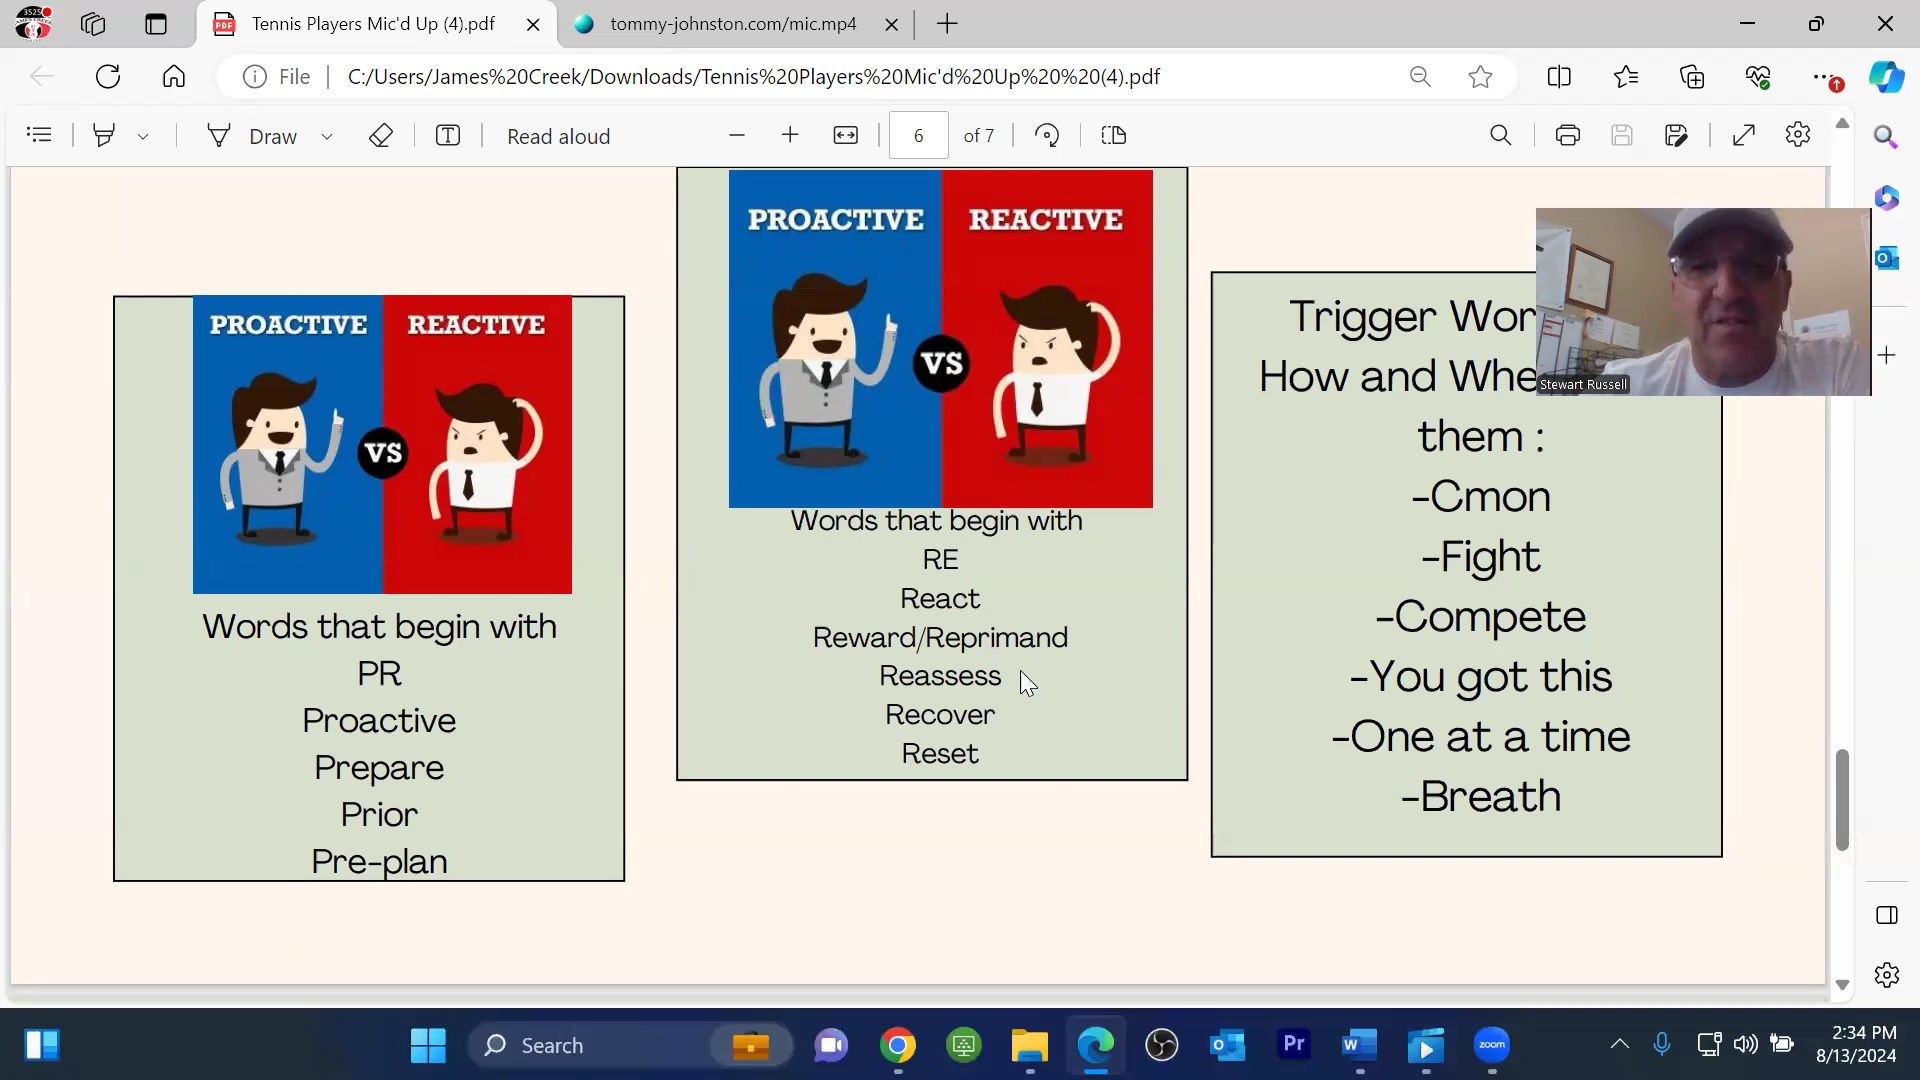 3525
Tennis Players Mic'd Up (4).pdf
tommy-johnston.com/mic.mp4
File
C:/Users/James%20Creek/Downloads/Tennis%20Players%20Mic'd%20Up%20%20(4).pdf
Draw
Read aloud
6 of 7
PROACTIVE
REACTIVE
VS
Words that begin with
PR
Proactive
Prepare
Prior
Pre-plan
PROACTIVE
REACTIVE
VS
Words that begin with
RE
React
Reward/Reprimand
Reassess
Recover
Reset
Trigger Wor
How and Whe
them :
-Cmon
-Fight
-Compete
-You got this
-One at a time
-Breath
Stewart Russell
Search
Pr
zoom
2:34 PM
8/13/2024